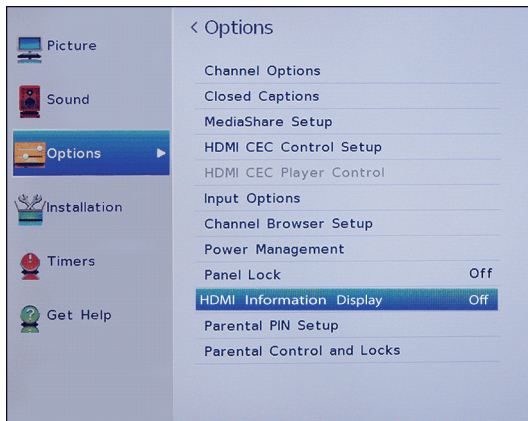 Picture
Sound
Options
Installation
Timers
Get Help
< Options
Channel Options
Closed Captions
MediaShare Setup
HDMI CEC Control Setup
HDMI CEC Player Control
Input Options
Channel Browser Setup
Power Management
Panel Lock Off
HDMI Information Display Off
Parental PIN Setup
Parental Control and Locks